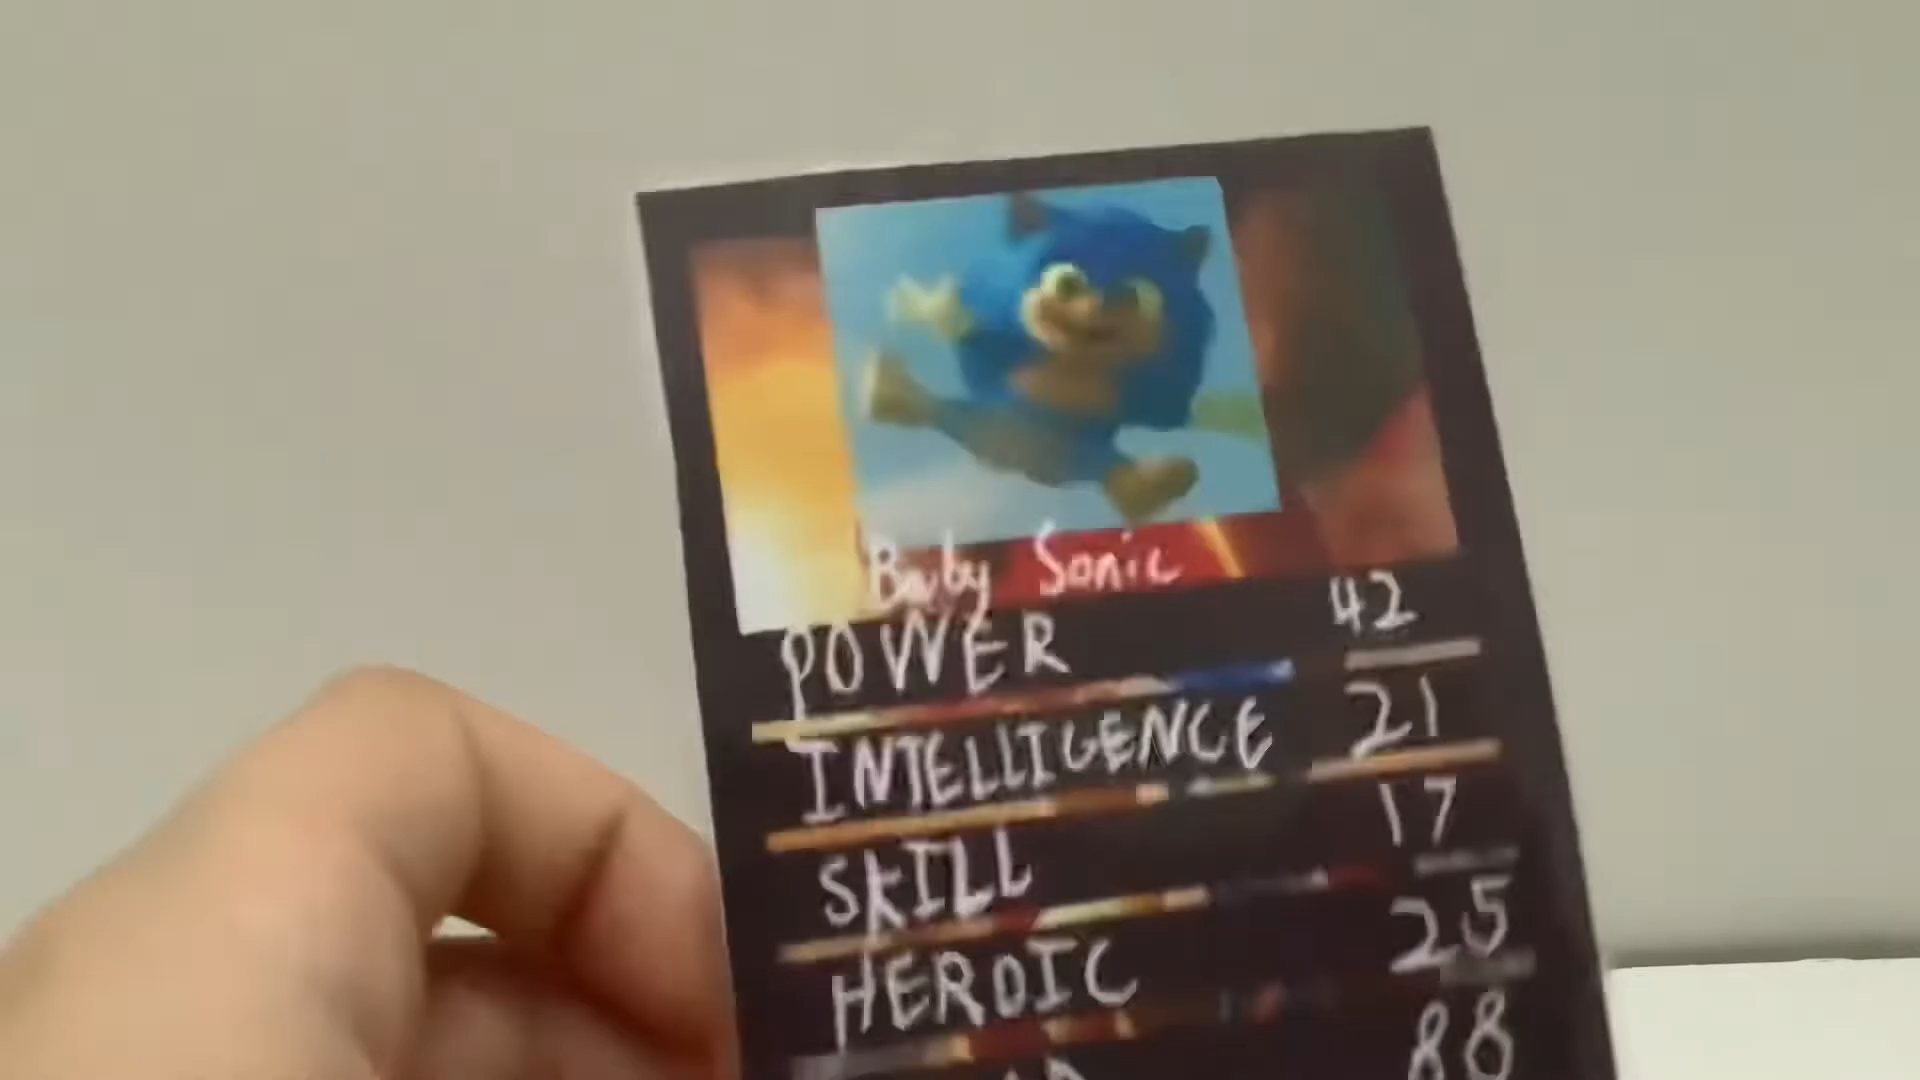 Baby Sonic
POWER 42
INTELLIGENCE 21
SKILL 17
HEROIC 25
88